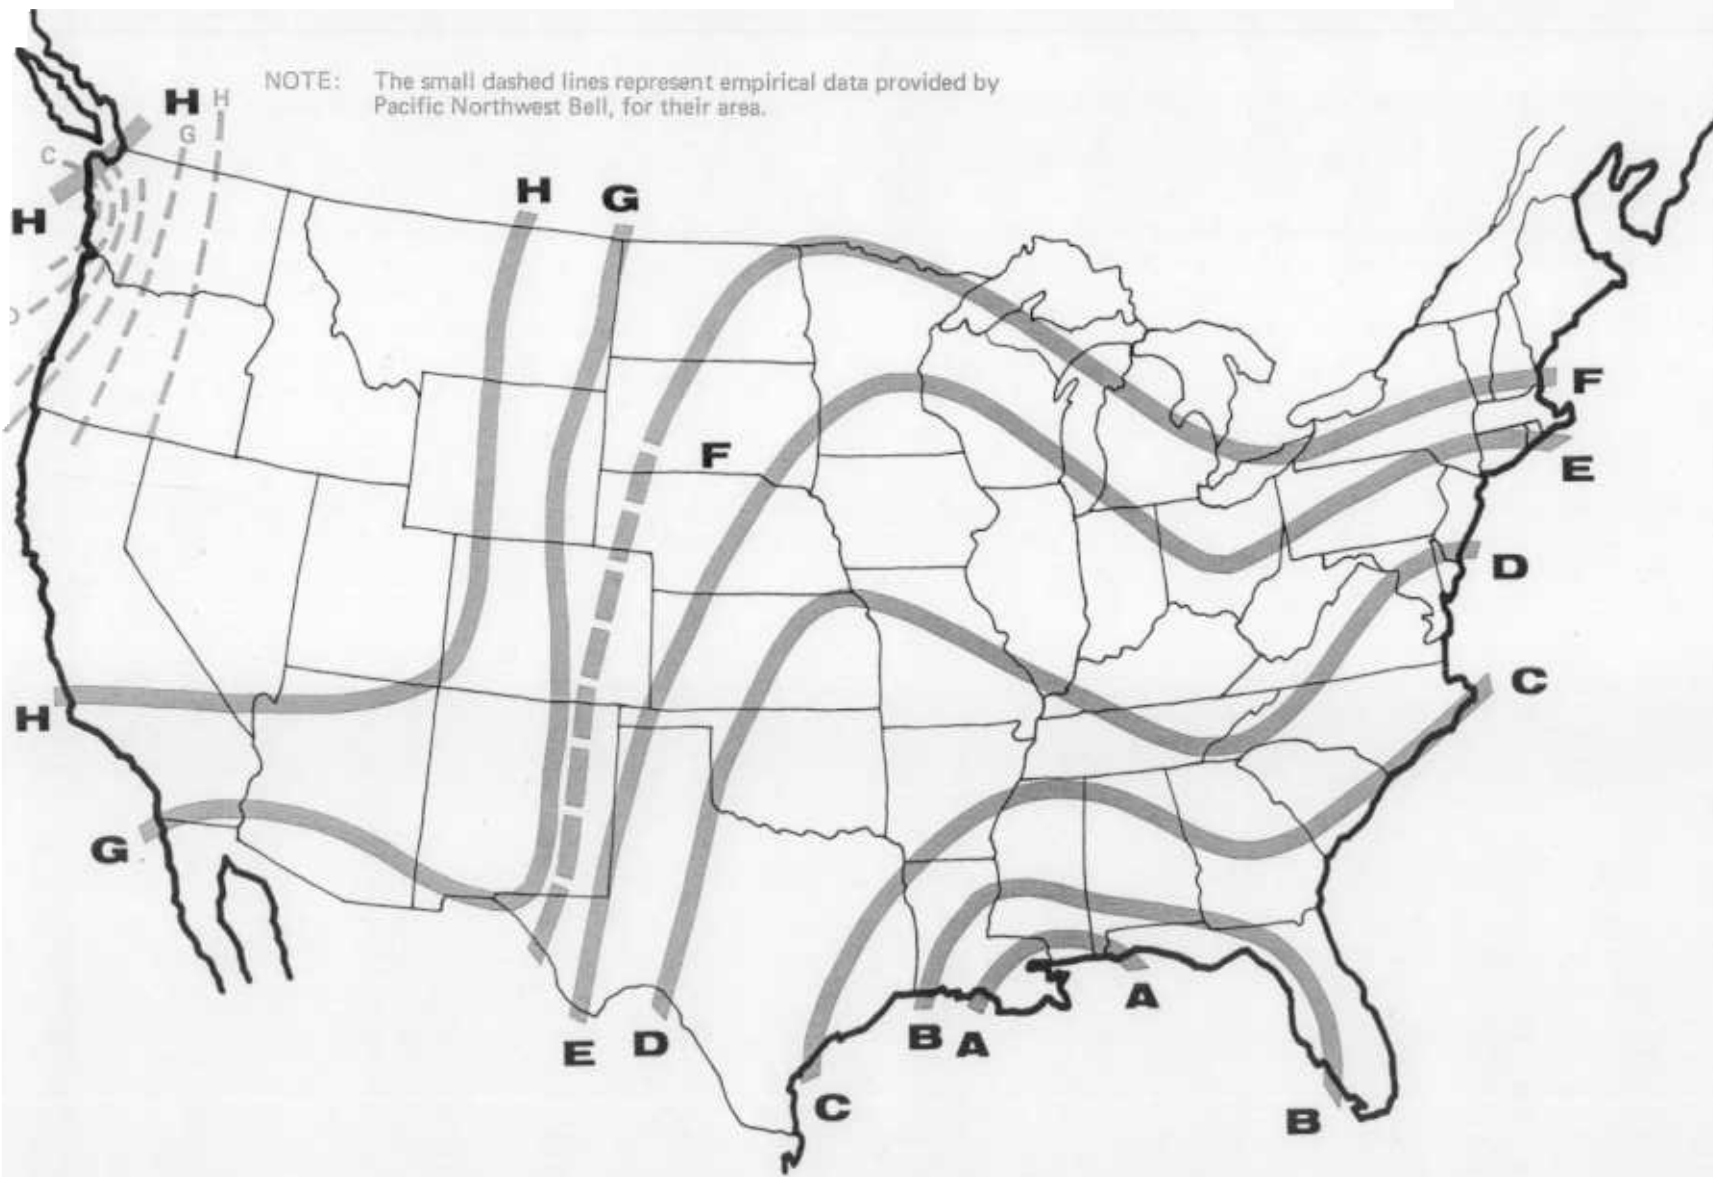 NOTE: The small dashed lines represent empirical data provided by
Pacific Northwest Bell, for their area.
H H
G
C
H
H G
F
F
E
D
C
H
G
A
B A
E D
C
B